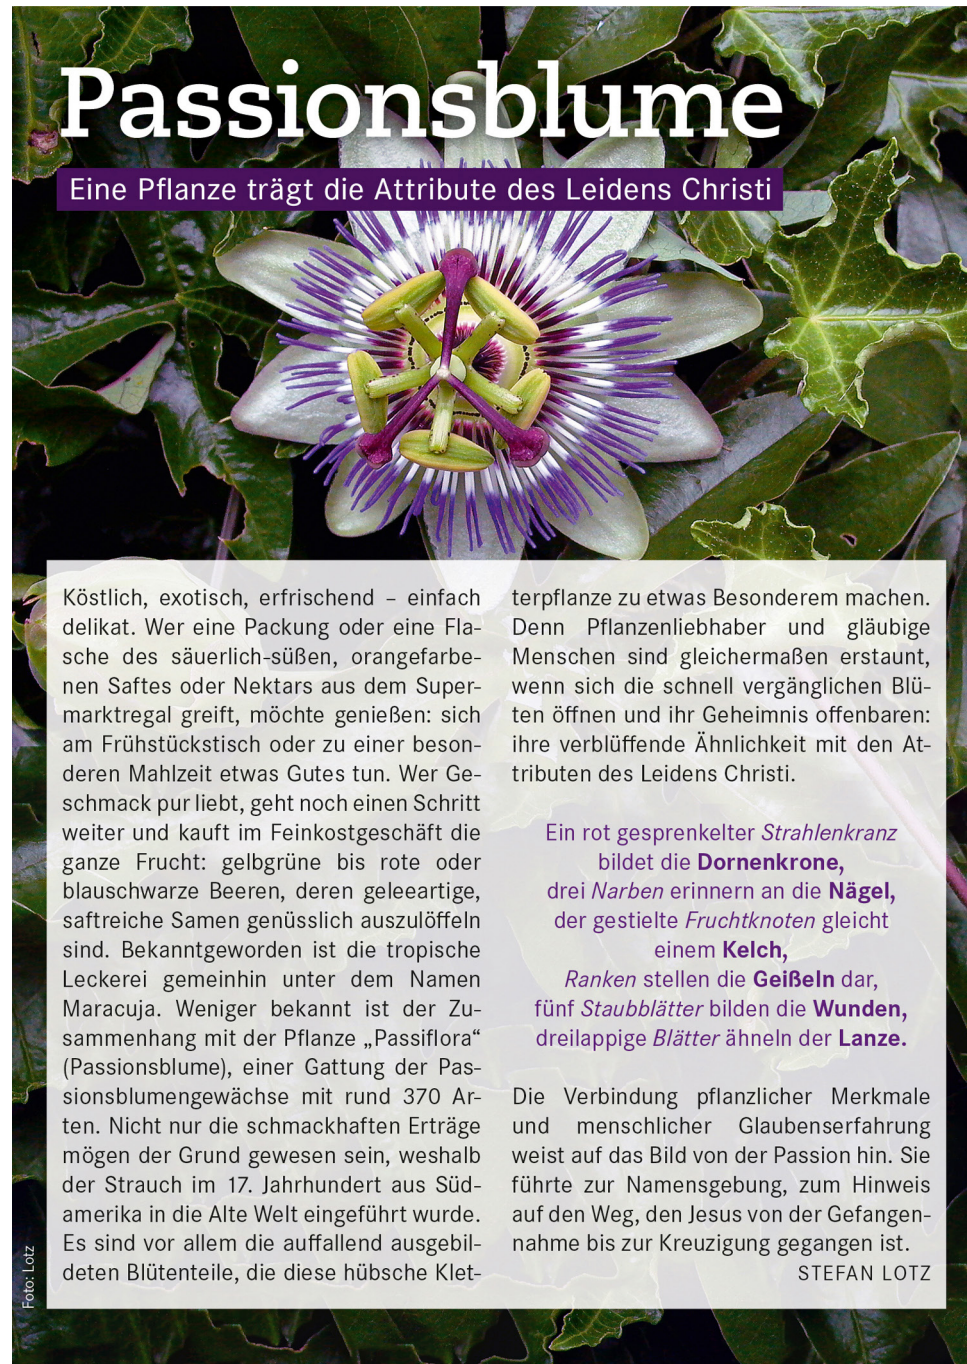 Passionsblume
Eine Pflanze trägt die Attribute des Leidens Christi
Köstlich, exotisch, erfrischend – einfach
delikat. Wer eine Packung oder eine Fla-
sche des säuerlich-süßen, orangefarbe-
nen Saftes oder Nektars aus dem Super-
marktregal greift, möchte genießen: sich
am Frühstückstisch oder zu einer beson-
deren Mahlzeit etwas Gutes tun. Wer Ge-
schmack pur liebt, geht noch einen Schritt
weiter und kauft im Feinkostgeschäft die
ganze Frucht: gelbgrüne bis rote oder
blauschwarze Beeren, deren geleeartige,
saftreiche Samen genüsslich auszulöffeln
sind. Bekanntgeworden ist die tropische
Leckerei gemeinhin unter dem Namen
Maracuja. Weniger bekannt ist der Zu-
sammenhang mit der Pflanze „Passiflora“
(Passionsblume), einer Gattung der Pas-
sionsblumengewächse mit rund 370 Ar-
ten. Nicht nur die schmackhaften Erträge
mögen der Grund gewesen sein, weshalb
der Strauch im 17. Jahrhundert aus Süd-
amerika in die Alte Welt eingeführt wurde.
Es sind vor allem die auffallend ausgebil-
deten Blütenteile, die diese hübsche Klet-
terpflanze zu etwas Besonderem machen.
Denn Pflanzenliebhaber und gläubige
Menschen sind gleichermaßen erstaunt,
wenn sich die schnell vergänglichen Blü-
ten öffnen und ihr Geheimnis offenbaren:
ihre verblüffende Ähnlichkeit mit den At-
tributen des Leidens Christi.
Ein rot gesprenkelter Strahlenkranz
bildet die Dornenkrone,
drei Narben erinnern an die Nägel,
der gestielte Fruchtknoten gleicht
einem Kelch,
Ranken stellen die Geißeln dar,
fünf Staubblätter bilden die Wunden,
dreilappige Blätter ähneln der Lanze.
Die Verbindung pflanzlicher Merkmale
und menschlicher Glaubenserfahrung
weist auf das Bild von der Passion hin. Sie
führte zur Namensgebung, zum Hinweis
auf den Weg, den Jesus von der Gefangen-
nahme bis zur Kreuzigung gegangen ist.
STEFAN LOTZ
Foto: Lotz